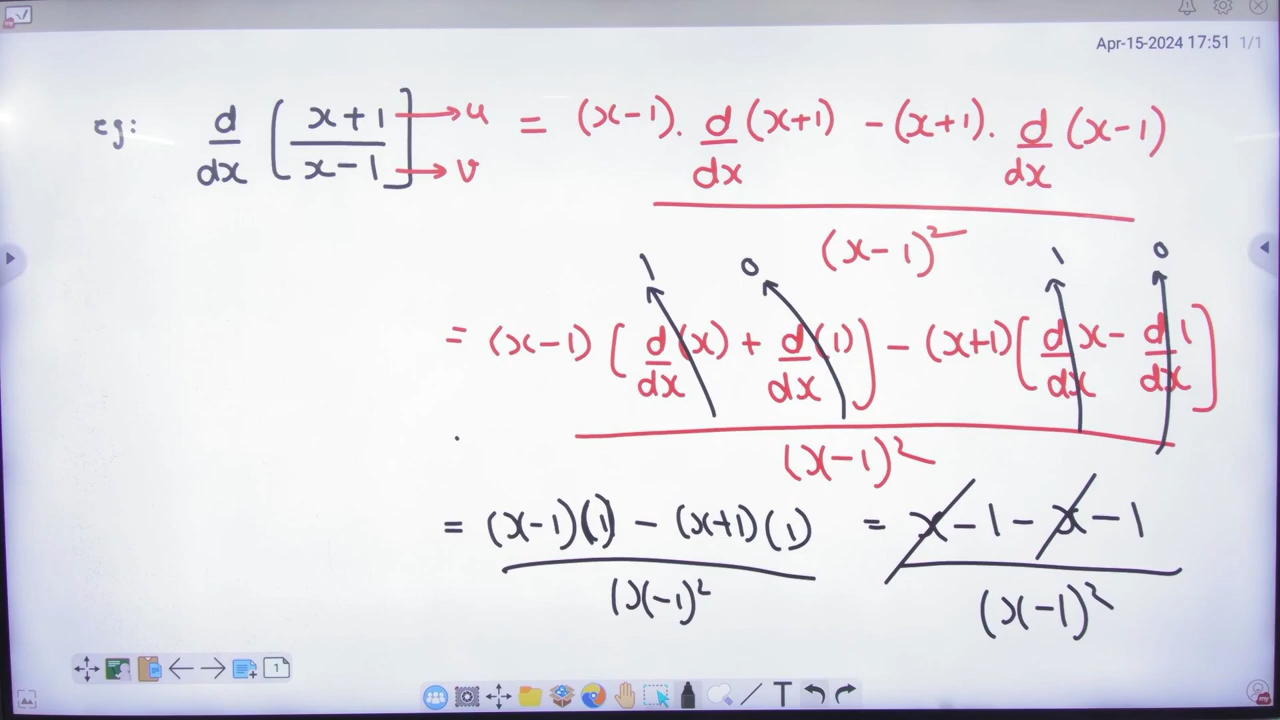 Apr-15-2024 17:51 1/1
eg: d/dx [x+1/x-1] → u → v = (x-1). d/dx (x+1) - (x+1). d/dx (x-1)
(x-1)²
1 0 1 0
= (x-1) [d/dx (x) + d/dx (1)] - (x+1) [d/dx x - d/dx 1]
(x-1)²
= (x-1)(1) - (x+1)(1) = x-1-x-1
(x-1)² (x-1)²
1 T